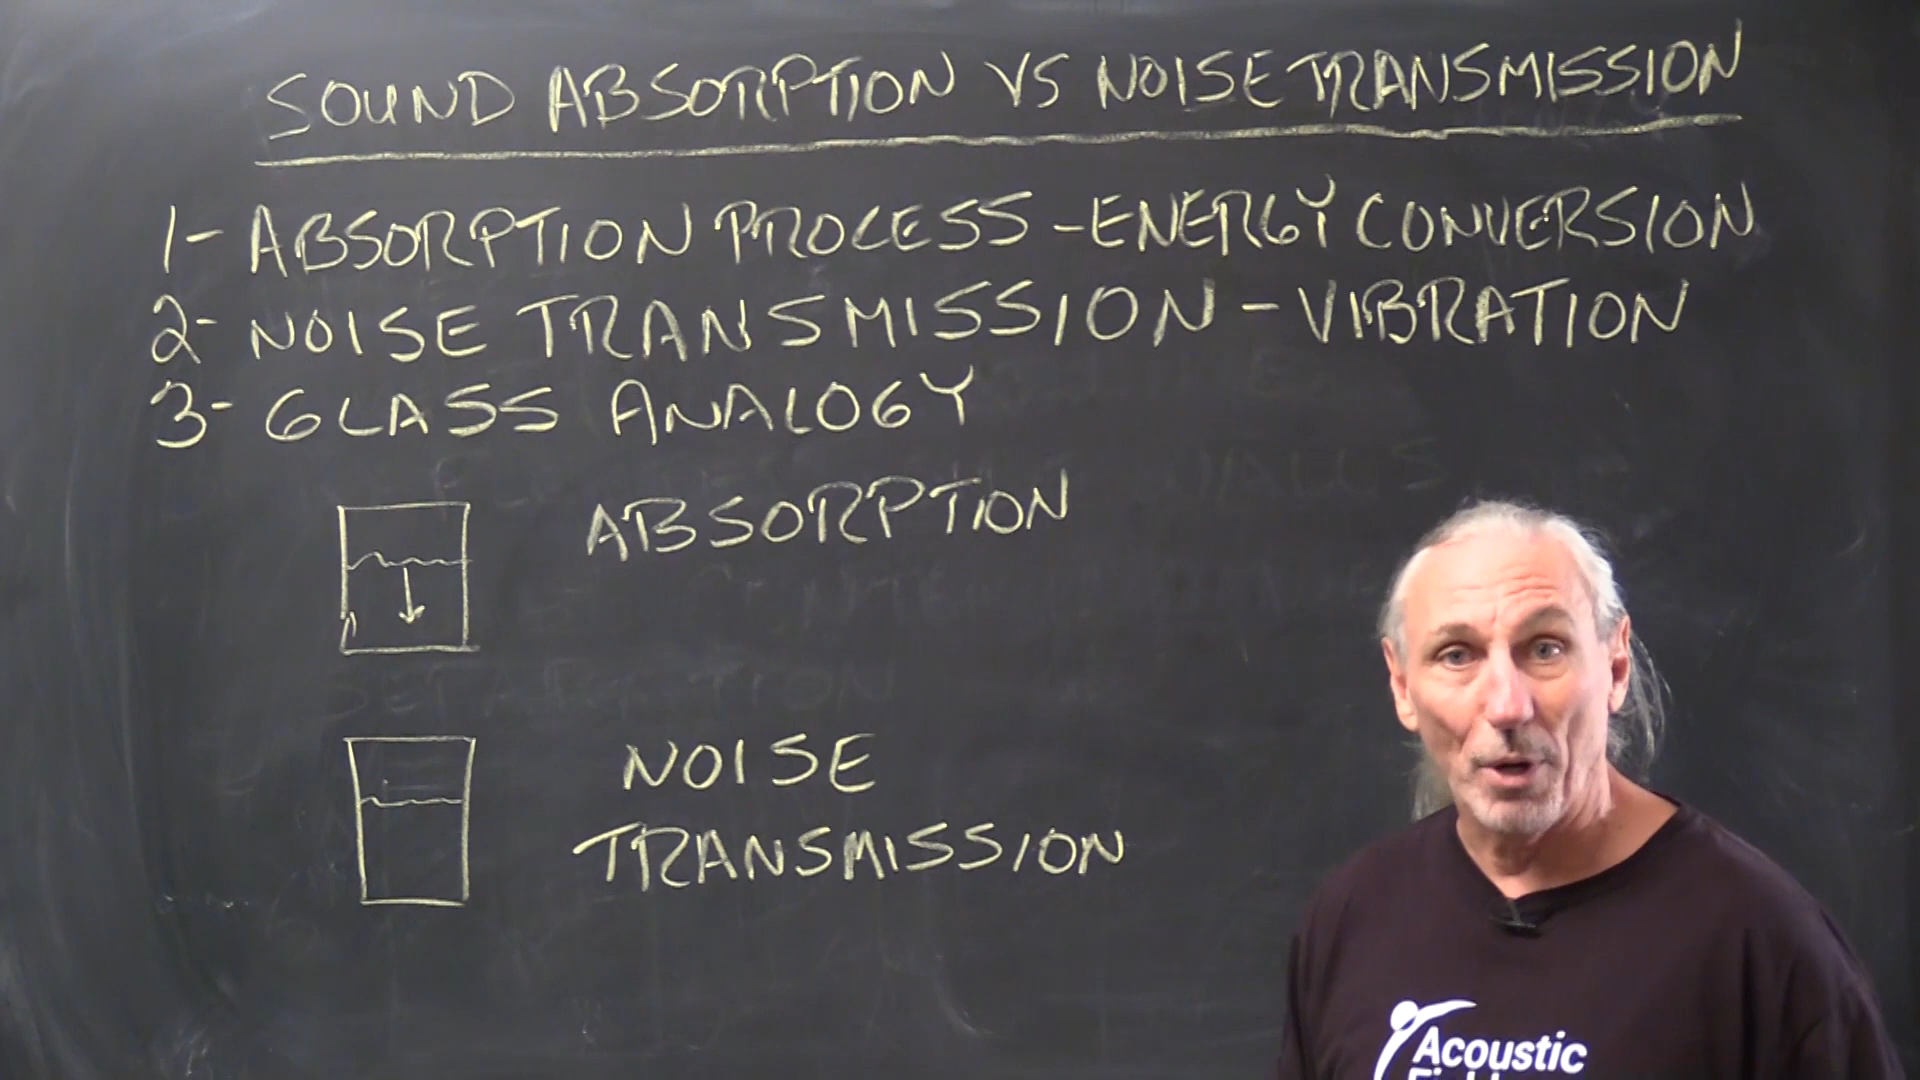 SOUND ABSORPTION VS NOISE TRANSMISSION
1- ABSORPTION PROCESS - ENERGY CONVERSION
2- NOISE TRANSMISSION - VIBRATION
3- GLASS ANALOGY
ABSORPTION
NOISE
TRANSMISSION
Acoustic